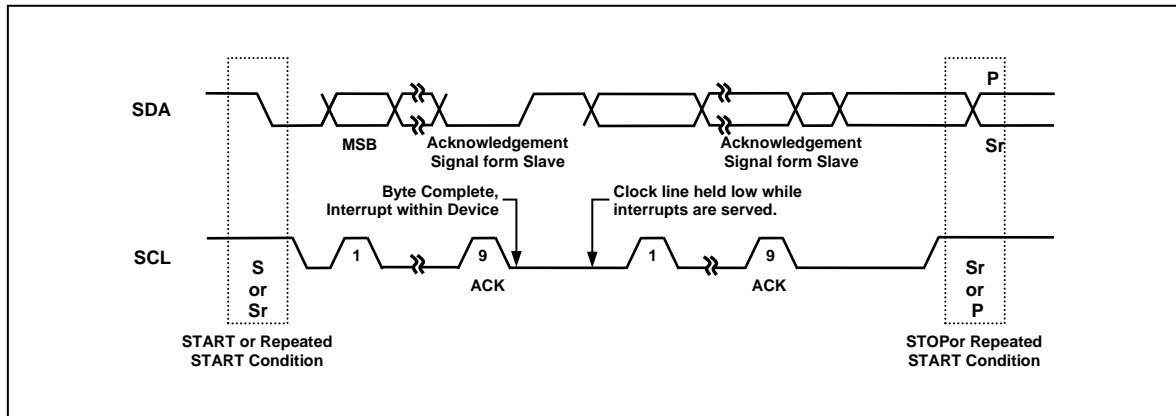 P
SDA
MSB
Acknowledgement
Signal form Slave
Acknowledgement
Signal form Slave
Sr
Byte Complete,
Interrupt within Device
Clock line held low while
interrupts are served.
SCL
1
9
1
9
S
or
Sr
ACK
ACK
Sr
or
P
START or Repeated
START Condition
STOPor Repeated
START Condition